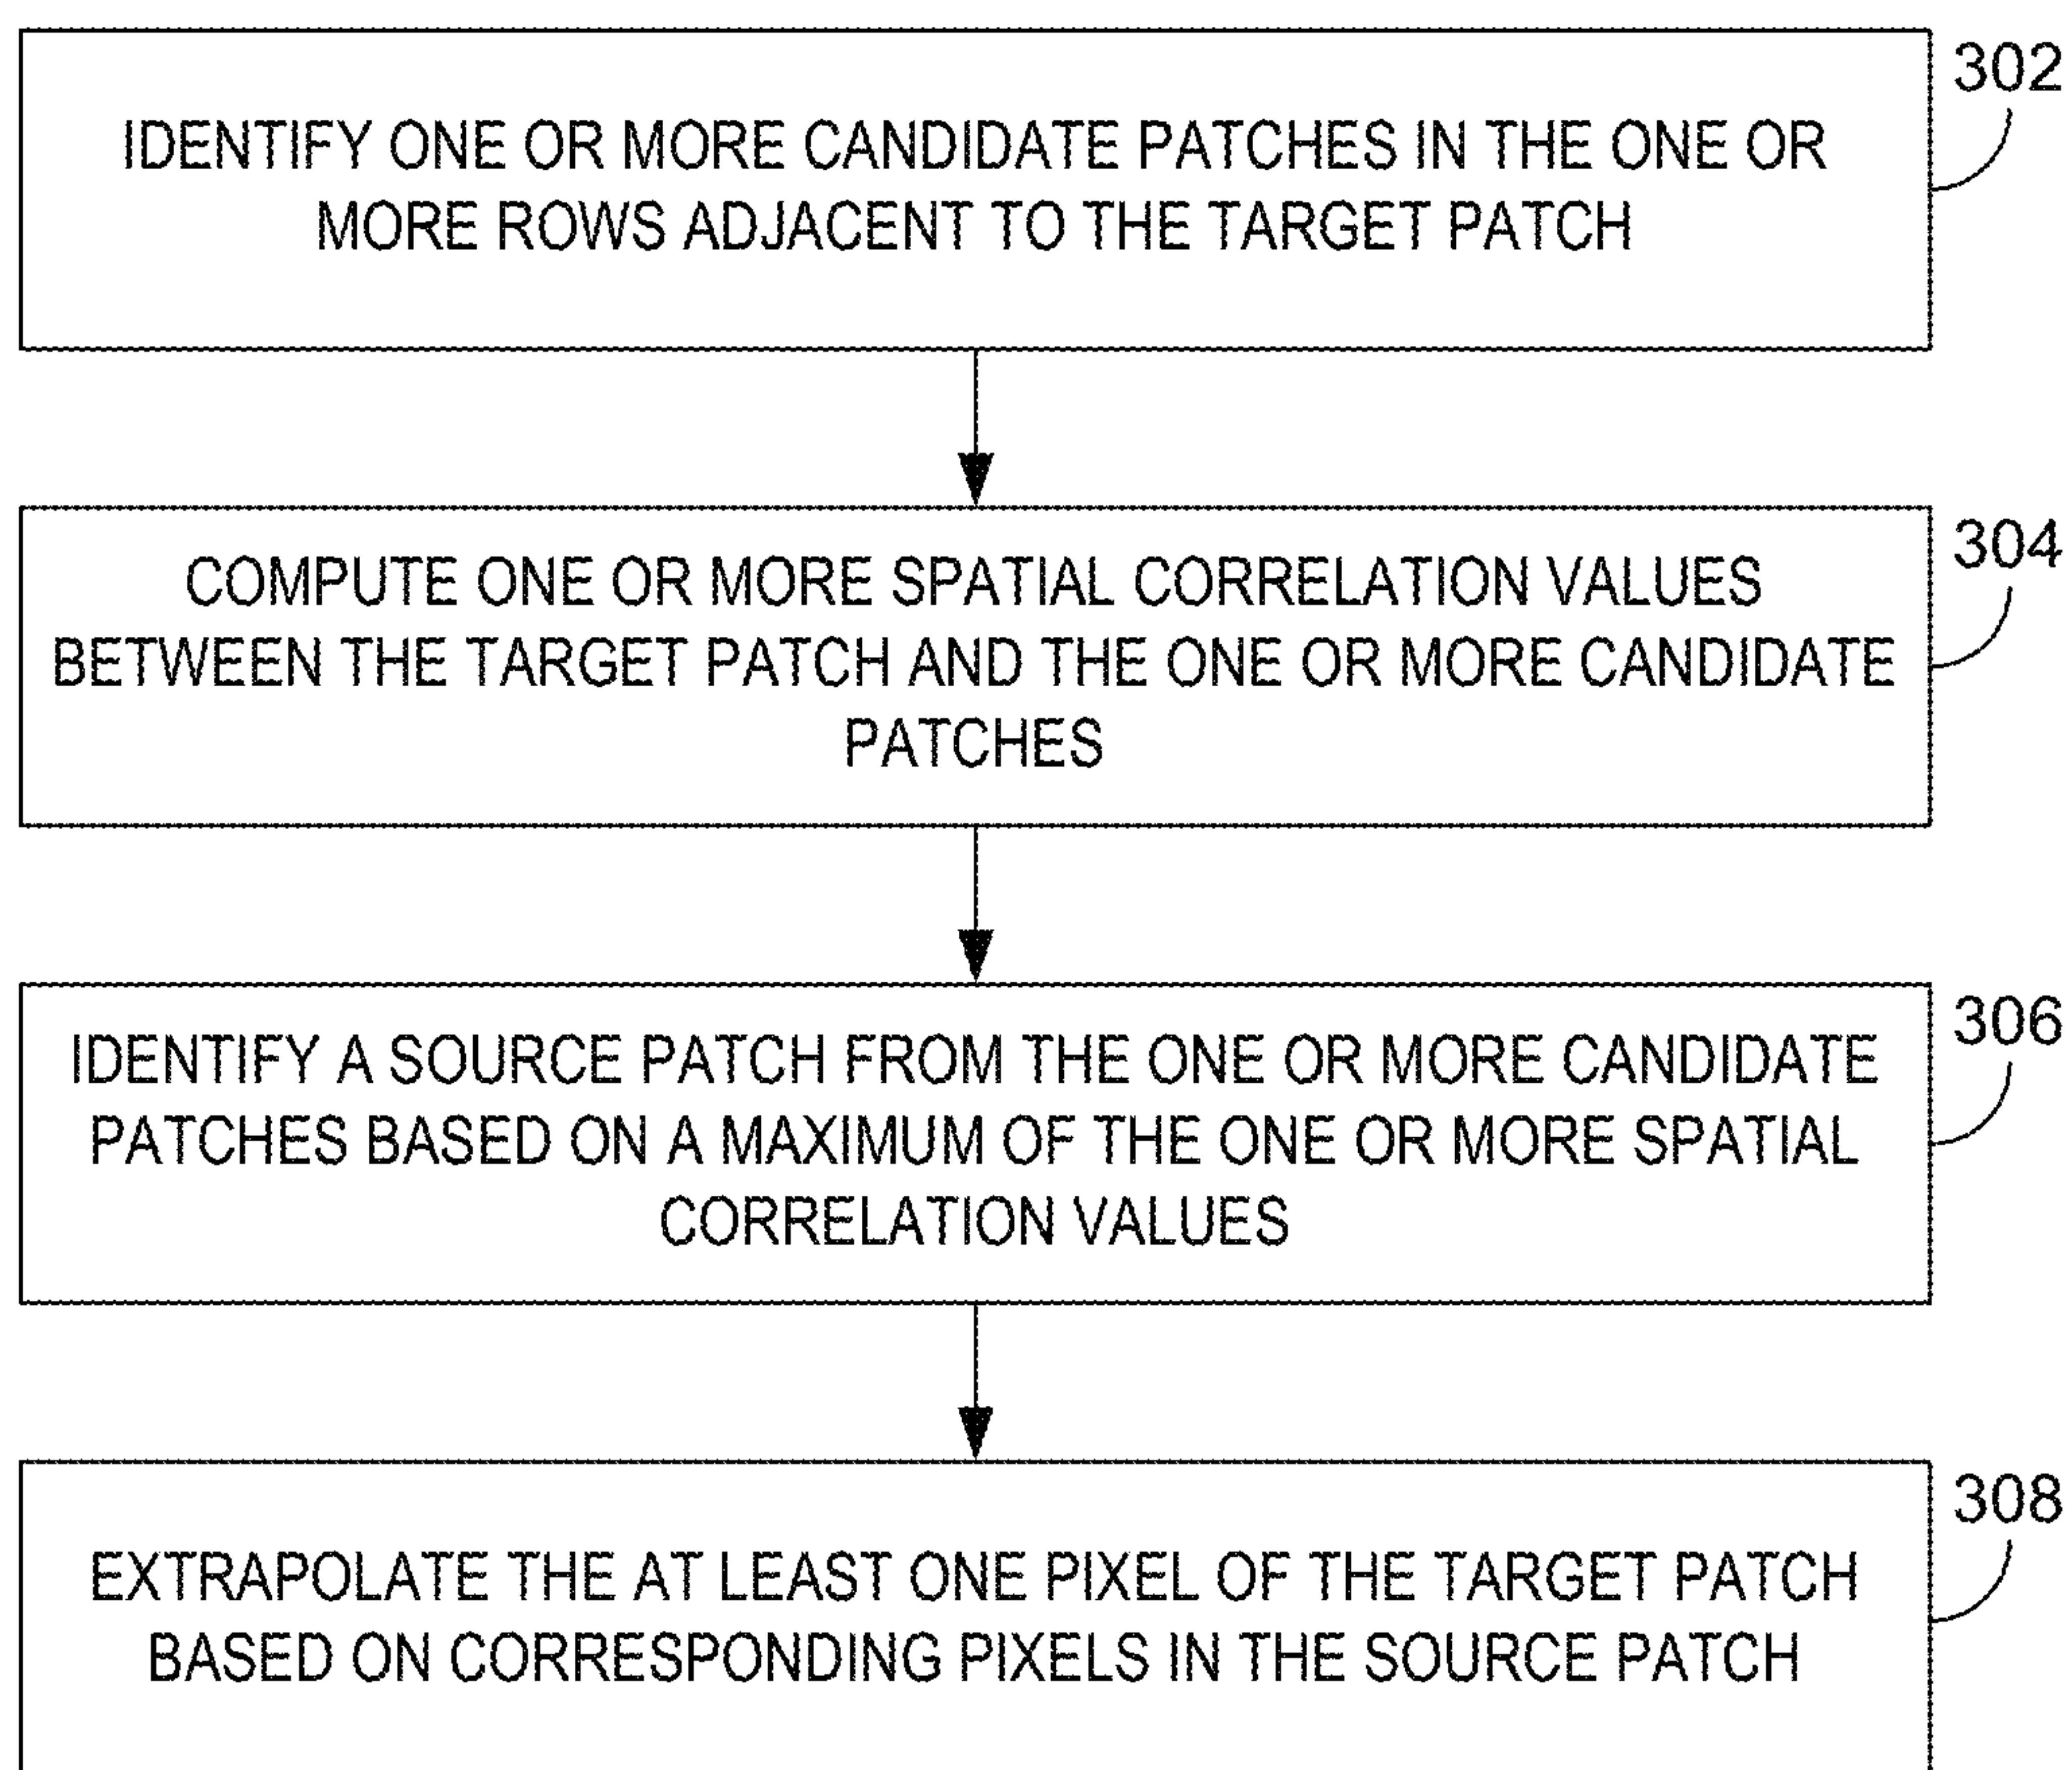 302
IDENTIFY ONE OR MORE CANDIDATE PATCHES IN THE ONE OR
MORE ROWS ADJACENT TO THE TARGET PATCH
304
COMPUTE ONE OR MORE SPATIAL CORRELATION VALUES
BETWEEN THE TARGET PATCH AND THE ONE OR MORE CANDIDATE
PATCHES
306
IDENTIFY A SOURCE PATCH FROM THE ONE OR MORE CANDIDATE
PATCHES BASED ON A MAXIMUM OF THE ONE OR MORE SPATIAL
CORRELATION VALUES
308
EXTRAPOLATE THE AT LEAST ONE PIXEL OF THE TARGET PATCH
BASED ON CORRESPONDING PIXELS IN THE SOURCE PATCH